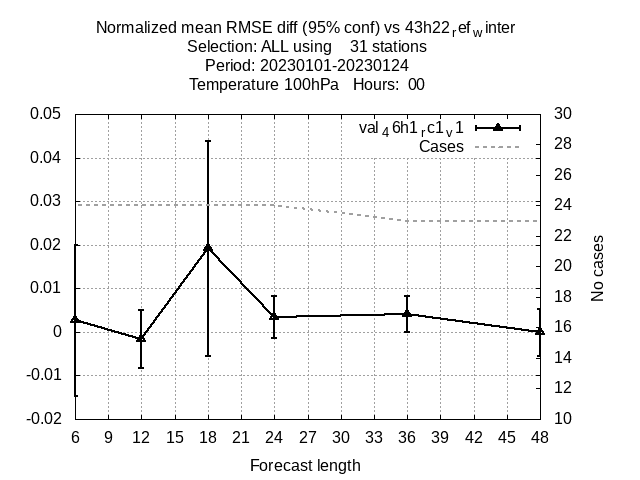 Normalized mean RMSE diff (95% conf) vs 43h22refwinter
Selection: ALL using    31 stations
Period: 20230101-20230124
Temperature 100hPa   Hours:  00
val46h1rc1v1
Cases
0.05
0.04
0.03
0.02
0.01
0
-0.01
-0.02
30
28
26
24
22
20
18
16
14
12
10
No cases
6 9 12 15 18 21 24 27 30 33 36 39 42 45 48
Forecast length